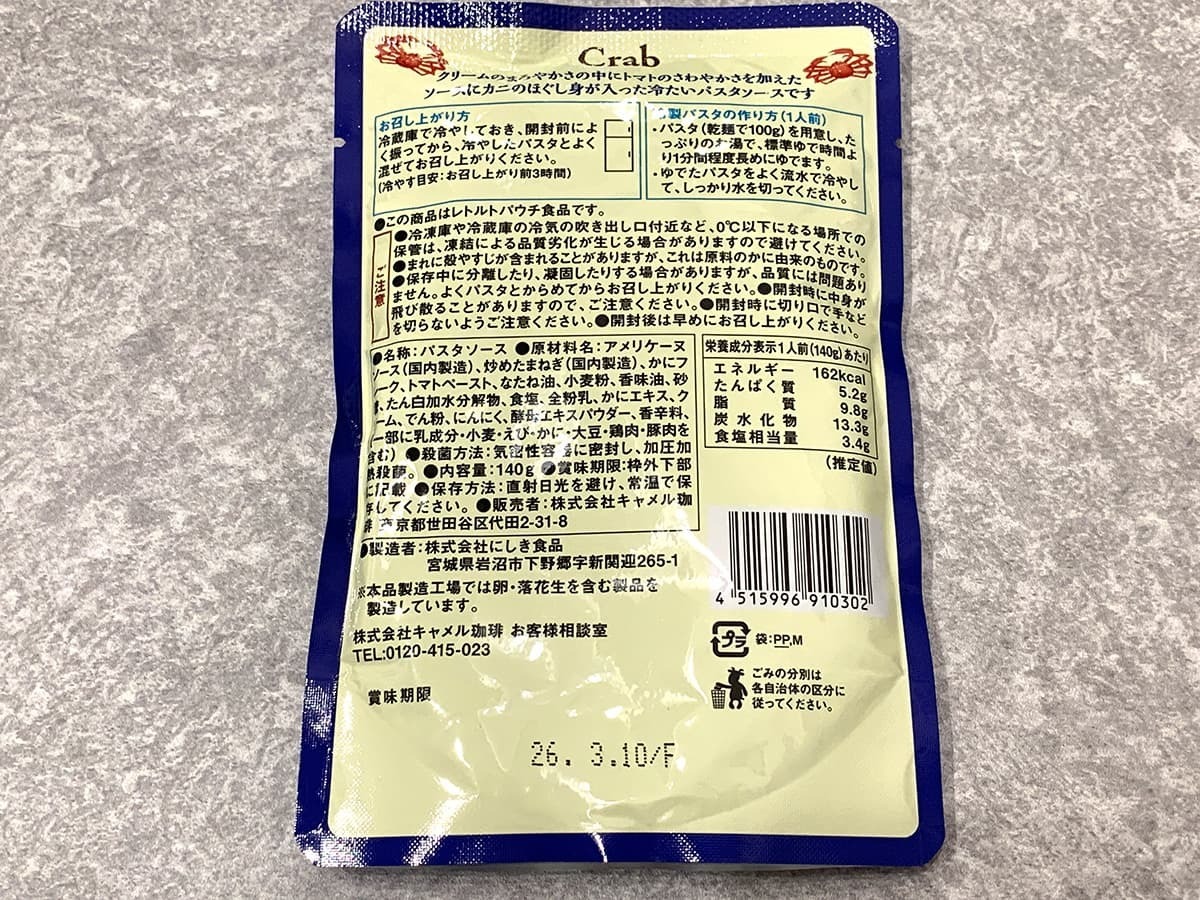 Crab
クリームのまろやかさの中にトマトのさわやかさを加えた
ソースにカニのほぐし身が入った冷たいパスタソースです
お召し上がり方
冷蔵庫で冷やしておき、開封前によ
く振ってから、冷やしたパスタとよく
混ぜてお召し上がりください。
(冷やす目安:お召し上がり前3時間)
製パスタの作り方(1人前)
・パスタ(乾麺で100g)を用意し、た
っぷりのお湯で、標準ゆで時間よ
り1分間程度長めにゆでます。
・ゆでたパスタをよく流水で冷やし
て、しっかり水を切ってください。
●この商品はレトルトパウチ食品です。
ご注意
●冷凍庫や冷蔵庫の冷気の吹き出し口付近など、0℃以下になる場所での
保管は、凍結による品質劣化が生じる場合がありますので避けてください。
●まれに殻やすじが含まれることがありますが、これは原料のかに由来のものです。
●保存中に分離したり、凝固したりする場合がありますが、品質には問題あり
ません。よくパスタとからめてからお召し上がりください。●開封時に中身が
飛び散ることがありますので、ご注意ください。●開封時に切り口で手など
を切らないようご注意ください。●開封後は早めにお召し上がりください。
●名称:パスタソース ●原材料名:アメリケーヌ
ソース(国内製造)、炒めたまねぎ(国内製造)、かにフ
ーク、トマトペースト、なたね油、小麦粉、香味油、砂
、たん白加水分解物、食塩、全粉乳、かにエキス、ク
ーム、でん粉、にんにく、酵母エキスパウダー、香辛料、
一部に乳成分・小麦・えび・かに・大豆・鶏肉・豚肉を
含む) ●殺菌方法:気密性容器に密封し、加圧加
熱殺菌。●内容量:140g ●賞味期限:枠外下部
に記載 ●保存方法:直射日光を避け、常温で保
存してください。●販売者:株式会社キャメル珈
琲 東京都世田谷区代田2-31-8
栄養成分表示1人前(140g)あたり
エネルギー 162kcal
たんぱく質 5.2g
脂質 9.8g
炭水化物 13.3g
食塩相当量 3.4g
(推定値)
●製造者:株式会社にしき食品
宮城県岩沼市下野郷字新関迎265-1
※本品製造工場では卵・落花生を含む製品を
製造しています。
株式会社キャメル珈琲 お客様相談室
TEL:0120-415-023
4 515996 910302
プラ
袋:PP,M
ごみの分別は
各自治体の区分に
従ってください。
賞味期限
26. 3.10/F